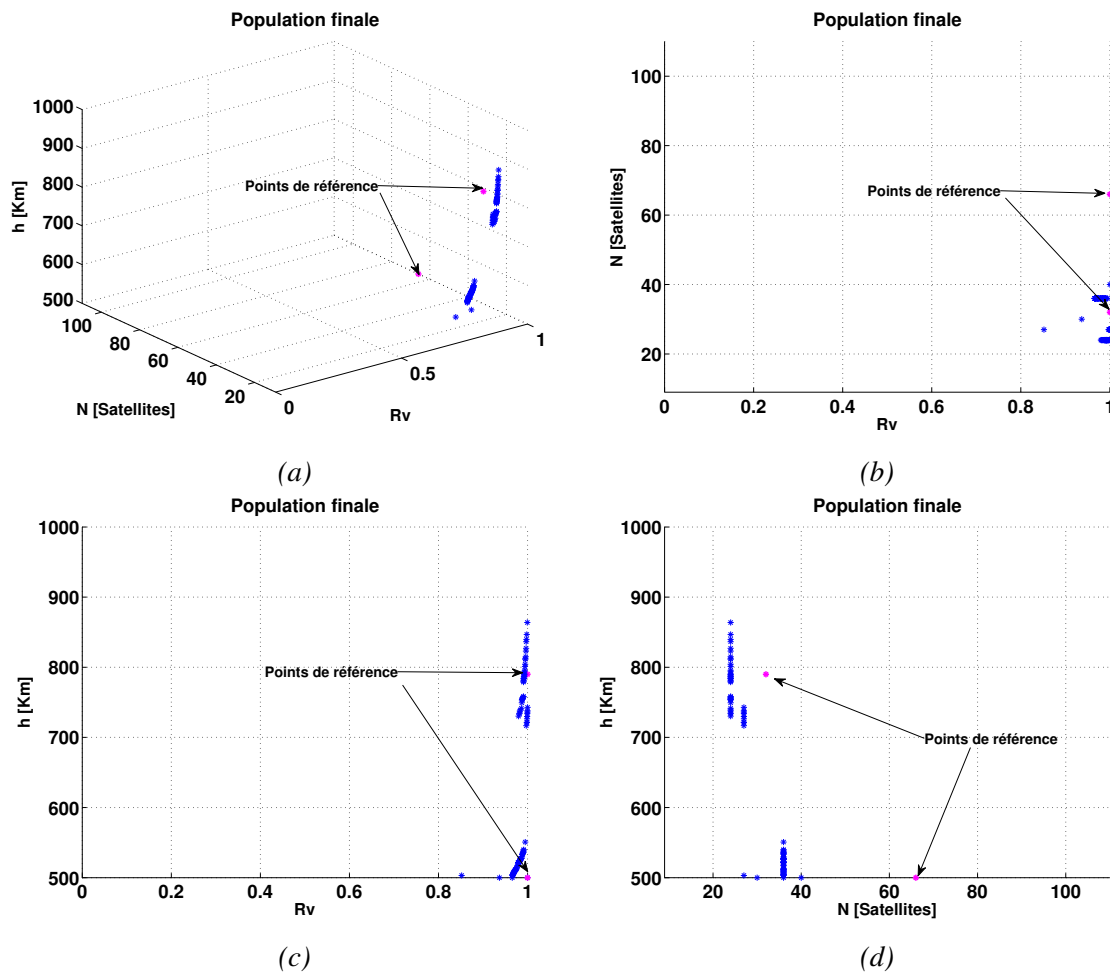 Population finale
1000
900
800
700
600
500
h [Km]
Points de référence
100
80
60
40
20
N [Satellites]
0
0.5
1
Rv
(a)
Population finale
100
80
60
40
20
N [Satellites]
Points de référence
0
0.2
0.4
0.6
0.8
1
Rv
(b)
Population finale
1000
900
800
700
600
500
h [Km]
Points de référence
0
0.2
0.4
0.6
0.8
1
Rv
(c)
Population finale
1000
900
800
700
600
500
h [Km]
Points de référence
20
40
60
80
100
N [Satellites]
(d)